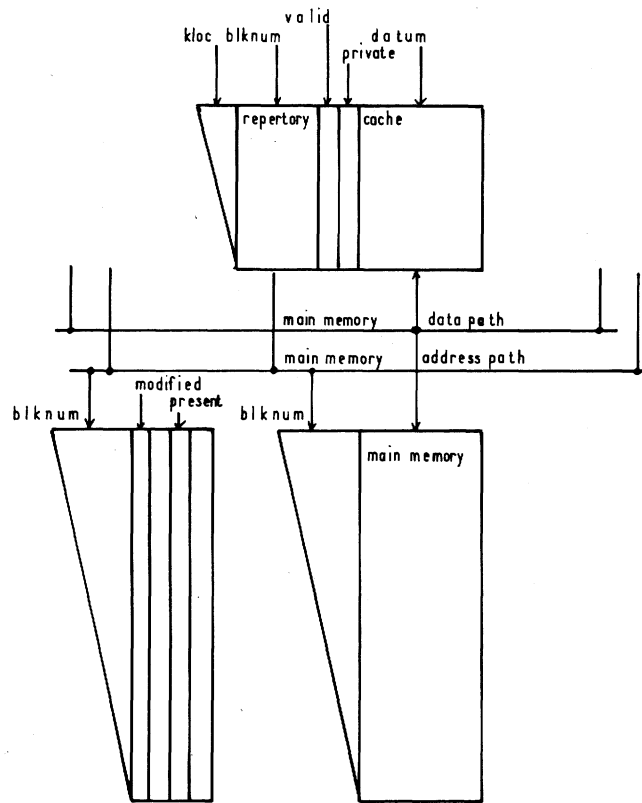 valid
kloc blknum datum
private
repertory cache
main memory data path
main memory address path
modified
present
blknum blknum
main memory